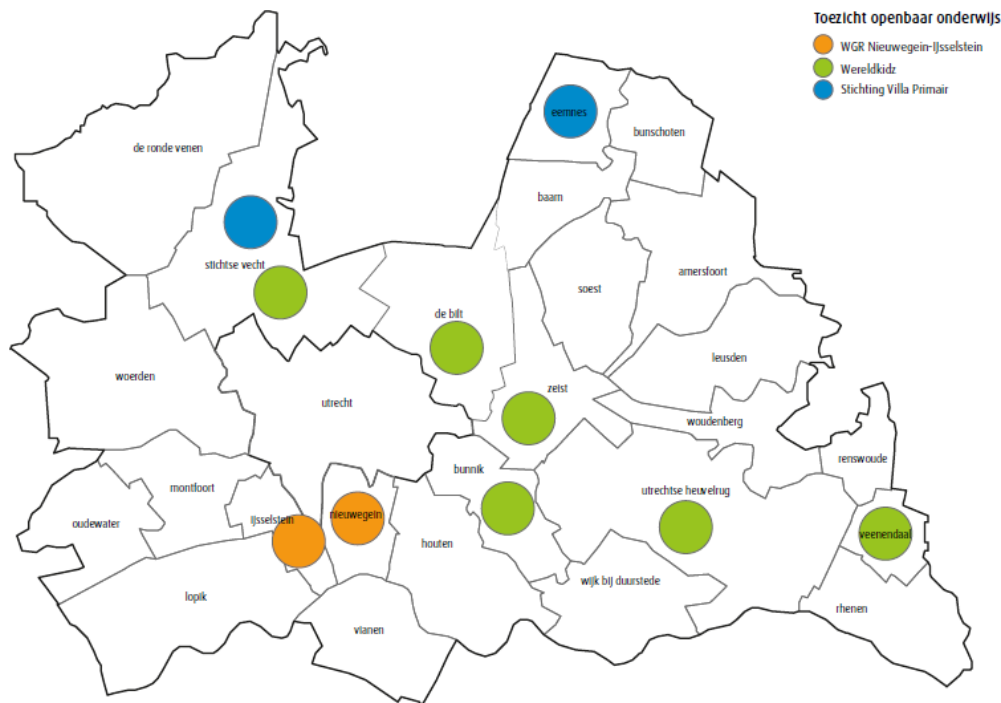 Toezicht openbaar onderwijs
WGR Nieuwegein-IJsselstein
Wereldkidz
Stichting Villa Primair
eemnes
bunschoten
de ronde venen
baarn
stichtse vecht
amersfoort
soest
de bilt
leusden
woerden
zeist
utrecht
woudenberg
bunnik
renswoude
montfoort
utrechtse heuvelrug
nieuwegein
oudewater
ijsselstein
veenendaal
houten
wijk bij duurstede
lopik
rhenen
vianen